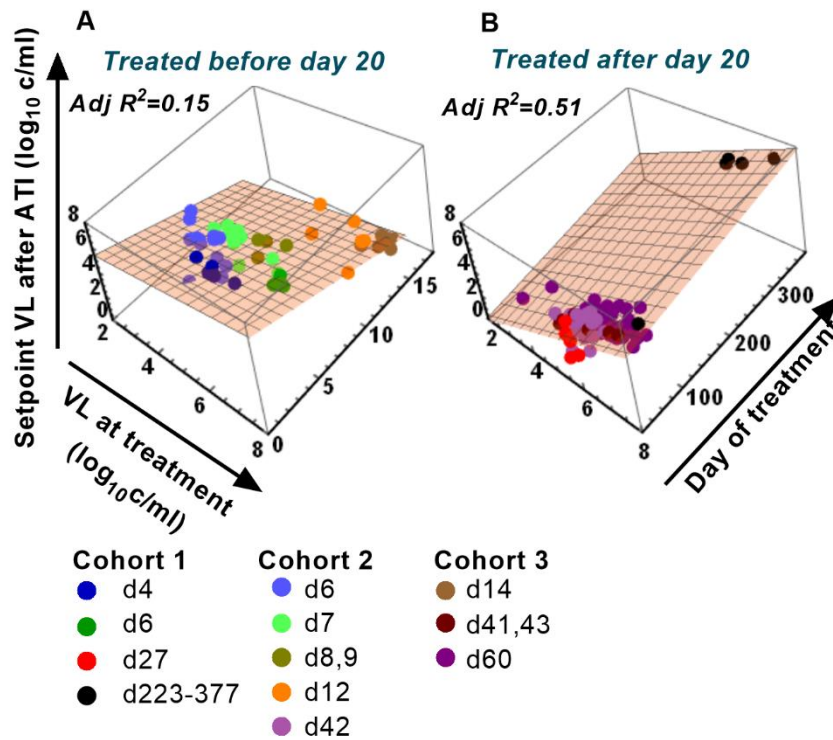 A
B
Treated before day 20
Treated after day 20
Adj R²=0.15
Adj R²=0.51
Setpoint VL after ATI (log₁₀ c/ml)
8
6
4
2
0
2
4
6
8
0
5
10
15
VL at treatment
(log₁₀c/ml)
8
6
4
2
0
2
4
6
8
100
200
300
Day of treatment
Cohort 1
d4
d6
d27
d223-377
Cohort 2
d6
d7
d8,9
d12
d42
Cohort 3
d14
d41,43
d60